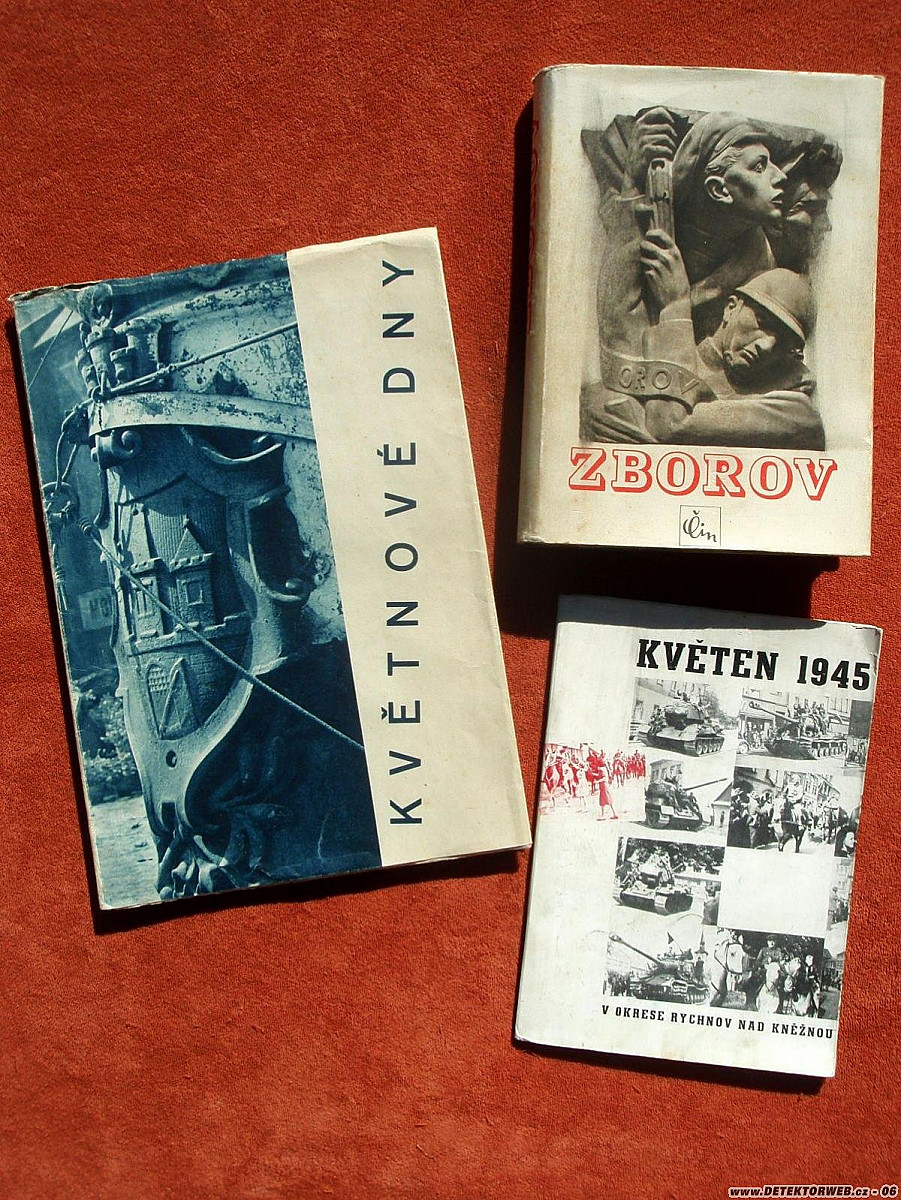 KVĚTNOVÉ DNY
OROV
ZBOROV
Čin
KVĚTEN 1945
V OKRESE RYCHNOV NAD KNĚŽNOU
www.DETEKTORWEB.cz - 06